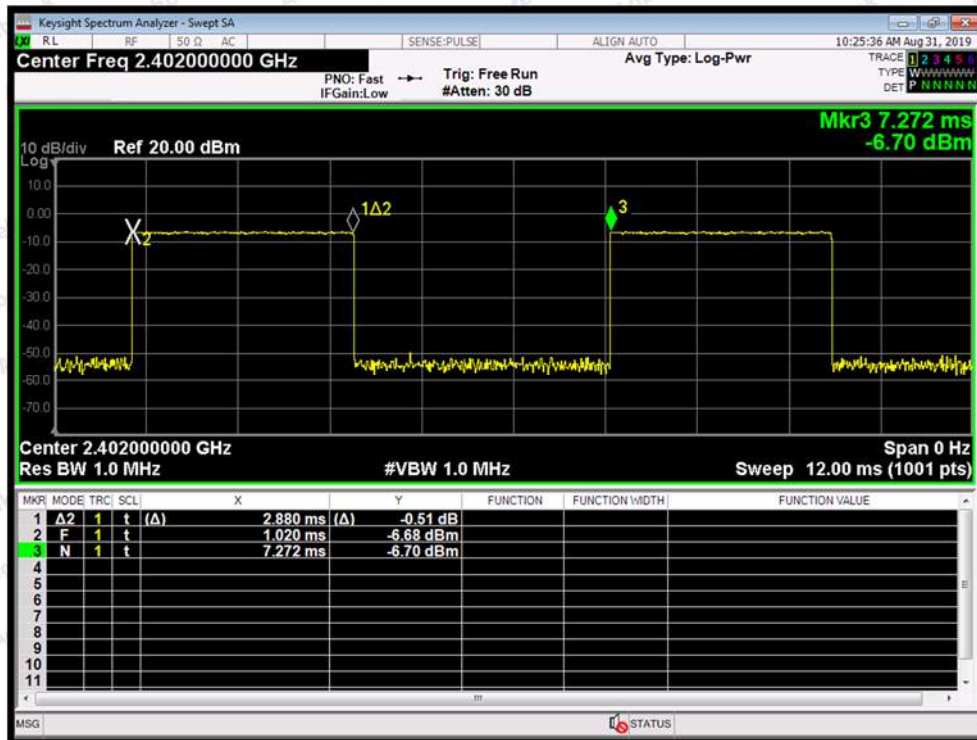 Keysight Spectrum Analyzer - Swept SA
LXI RL RF 50 Ω AC SENSE:PULSE ALIGN AUTO 10:25:36 AM Aug 31, 2019
Center Freq 2.402000000 GHz Avg Type: Log-Pwr TRACE 1 2 3 4 5 6
PNO: Fast Trig: Free Run TYPE W
IFGain:Low #Atten: 30 dB DET P N N N N N
Mkr3 7.272 ms
10 dB/div Ref 20.00 dBm -6.70 dBm
Log
10.0
0.00
-10.0
-20.0
-30.0
-40.0
-50.0
-60.0
-70.0
X2
1Δ2
3
Center 2.402000000 GHz Span 0 Hz
Res BW 1.0 MHz #VBW 1.0 MHz Sweep 12.00 ms (1001 pts)
MKR MODE TRC SCL X Y FUNCTION FUNCTION WIDTH FUNCTION VALUE
1 Δ2 1 t (Δ) 2.880 ms (Δ) -0.51 dB
2 F 1 t 1.020 ms -6.68 dBm
3 N 1 t 7.272 ms -6.70 dBm
4
5
6
7
8
9
10
11
MSG STATUS